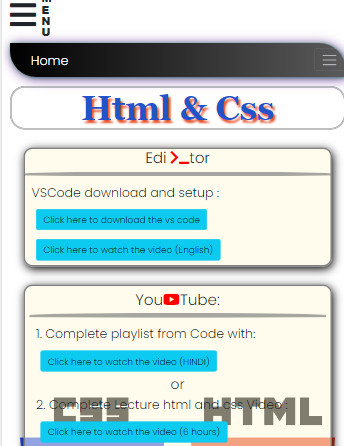 MENU
Home
Html & Css
Edi >_ tor
VSCode download and setup :
Click here to download the vs code
Click here to watch the video (English)
YouTube:
1. Complete playlist from Code with:
Click here to watch the video (HINDI)
or
CSS HTML
2. Complete Lecture html and css Video :
Click here to watch the video (6 hours)